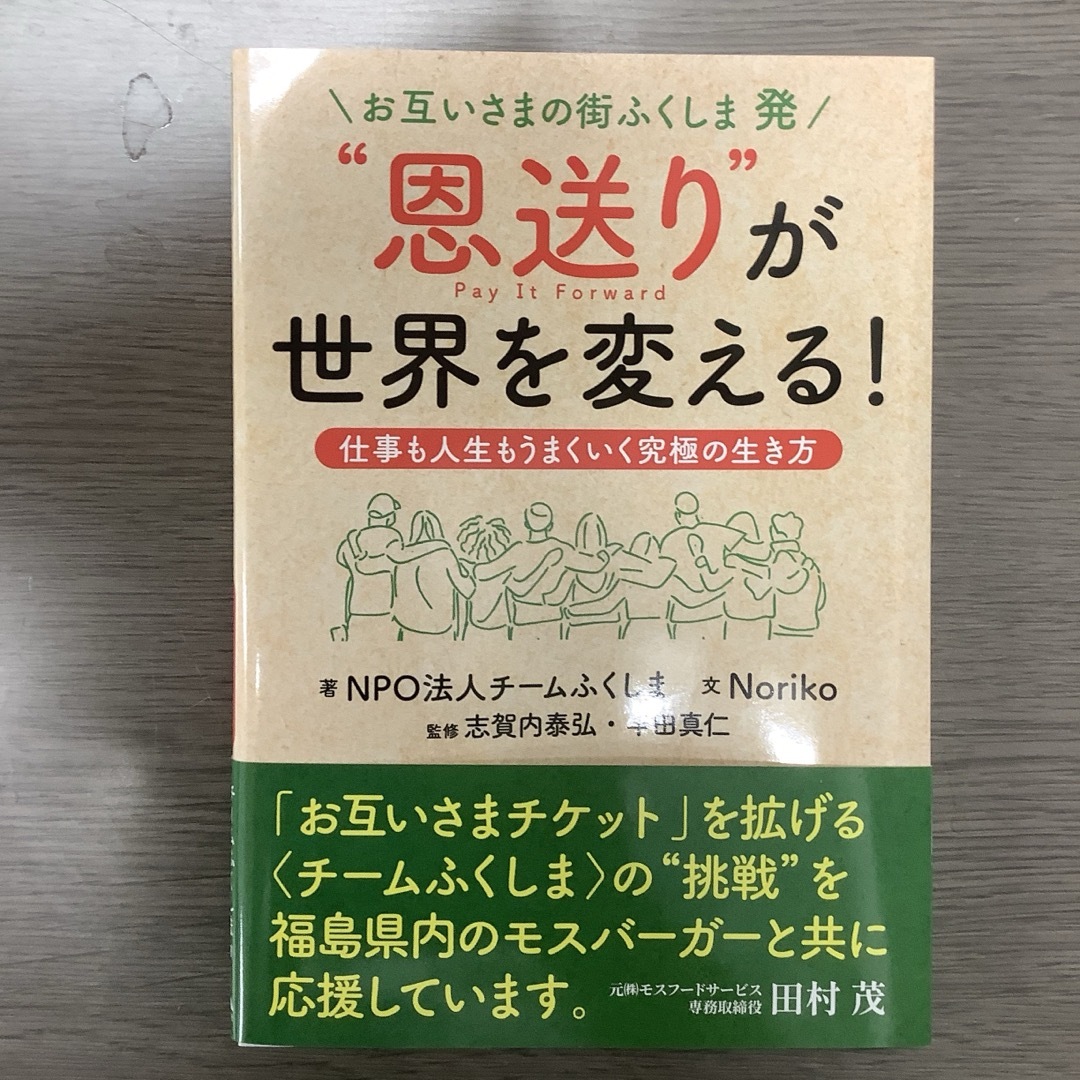 \お互いさまの街ふくしま 発/
“恩送り”が
Pay It Forward
世界を変える!
仕事も人生もうまくいく究極の生き方
著 NPO法人チームふくしま 文 Noriko
監修 志賀内泰弘・半田真仁
「お互いさまチケット」を拡げる
〈チームふくしま〉の“挑戦”を
福島県内のモスバーガーと共に
応援しています。
元㈱モスフードサービス
専務取締役 田村 茂